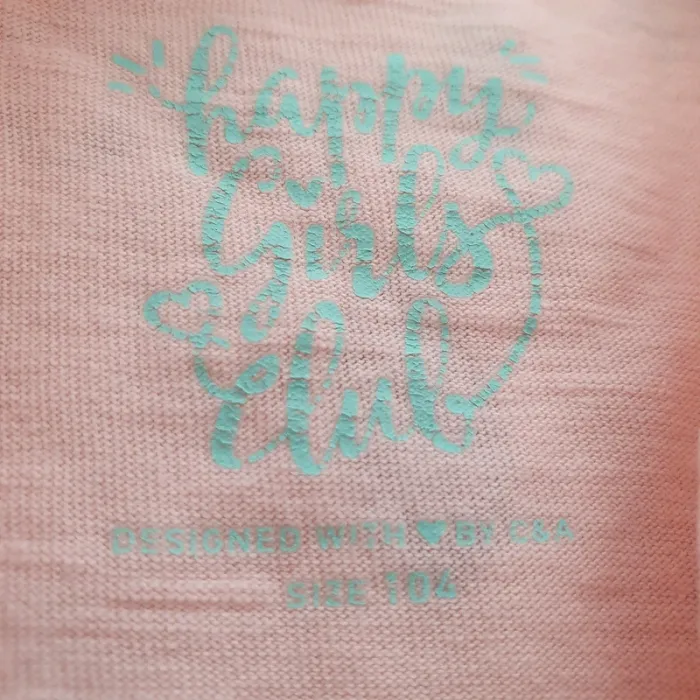 happy
Girls
Club
DESIGNED WITH ♥ BY C&A
SIZE 104